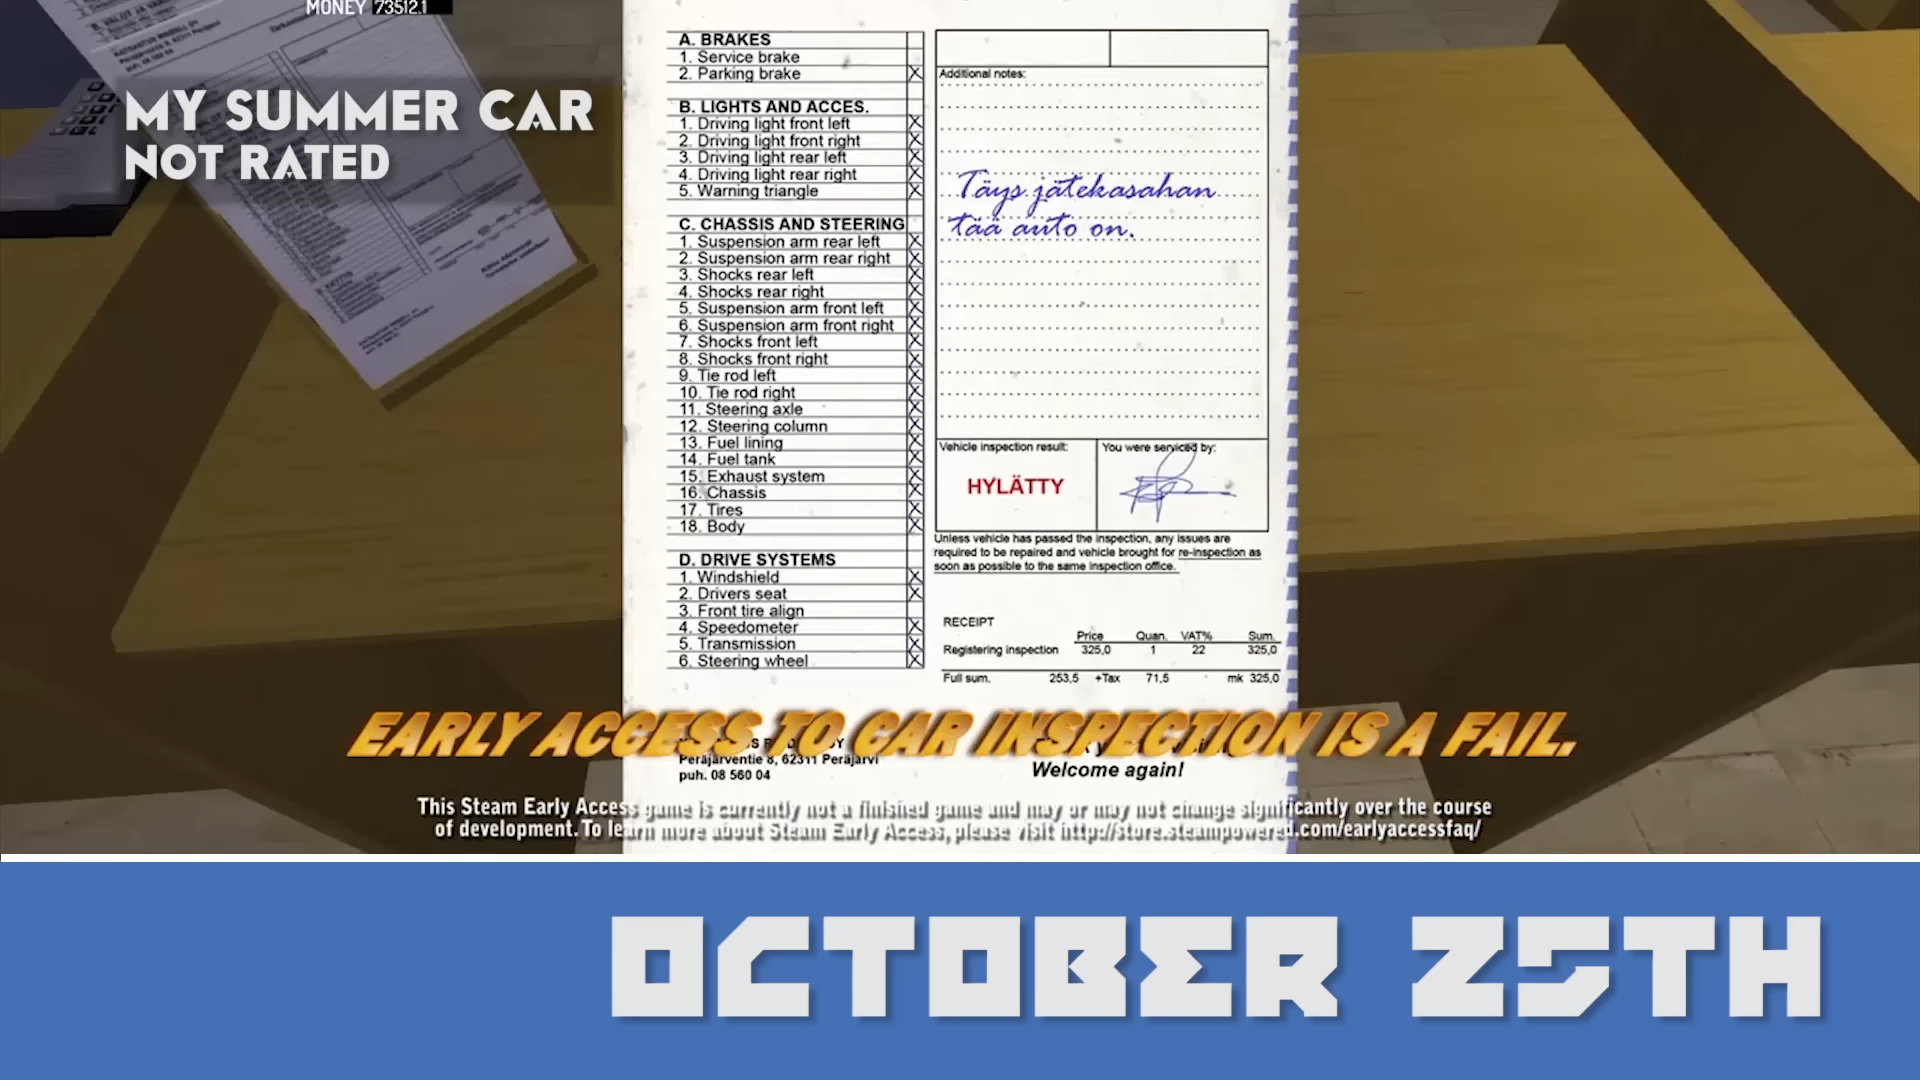 MONEY 73512.1
MY SUMMER CAR
NOT RATED
A. BRAKES
1. Service brake
2. Parking brake X
B. LIGHTS AND ACCES.
1. Driving light front left X
2. Driving light front right X
3. Driving light rear left X
4. Driving light rear right X
5. Warning triangle X
C. CHASSIS AND STEERING
1. Suspension arm rear left X
2. Suspension arm rear right X
3. Shocks rear left X
4. Shocks rear right X
5. Suspension arm front left X
6. Suspension arm front right X
7. Shocks front left X
8. Shocks front right X
9. Tie rod left X
10. Tie rod right X
11. Steering axle X
12. Steering column X
13. Fuel lining X
14. Fuel tank X
15. Exhaust system X
16. Chassis X
17. Tires X
18. Body X
D. DRIVE SYSTEMS
1. Windshield X
2. Drivers seat X
3. Front tire align
4. Speedometer X
5. Transmission X
6. Steering wheel X
Additional notes:
Täys jätekasahan
tää auto on.
Vehicle inspection result:
HYLÄTTY
You were serviced by:
Unless vehicle has passed the inspection, any issues are
required to be repaired and vehicle brought for re-inspection as
soon as possible to the same inspection office.
RECEIPT
Price Quan. VAT% Sum.
Registering inspection 325,0 1 22 325,0
Full sum. 253,5 +Tax 71,5 mk 325,0
EARLY ACCESS TO CAR INSPECTION IS A FAIL.
Peräjärventie 8, 62311 Peräjärvi
puh. 08 560 04
Welcome again!
This Steam Early Access game is currently not a finished game and may or may not change significantly over the course
of development. To learn more about Steam Early Access, please visit http://store.steampowered.com/earlyaccessfaq/
OCTOBER 25TH